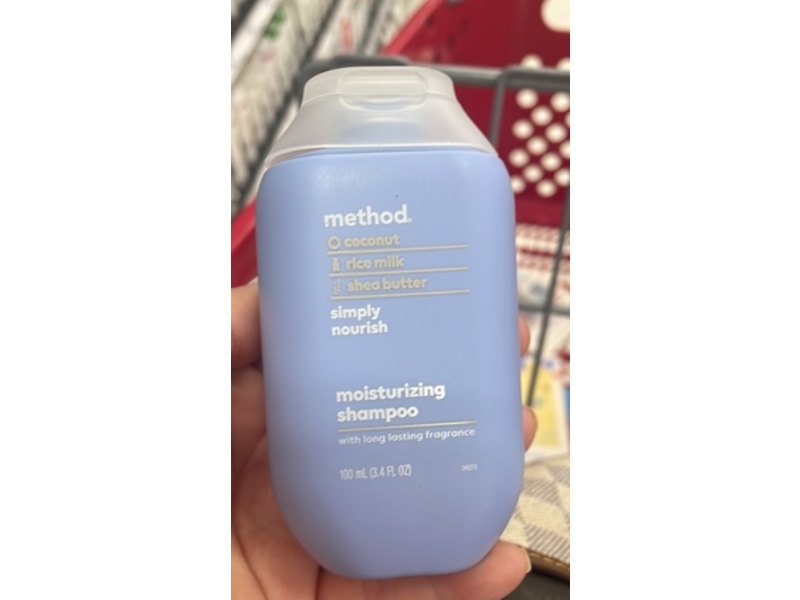 method.
coconut
rice milk
shea butter
simply
nourish
moisturizing
shampoo
with long lasting fragrance
100 mL (3.4 FL OZ)